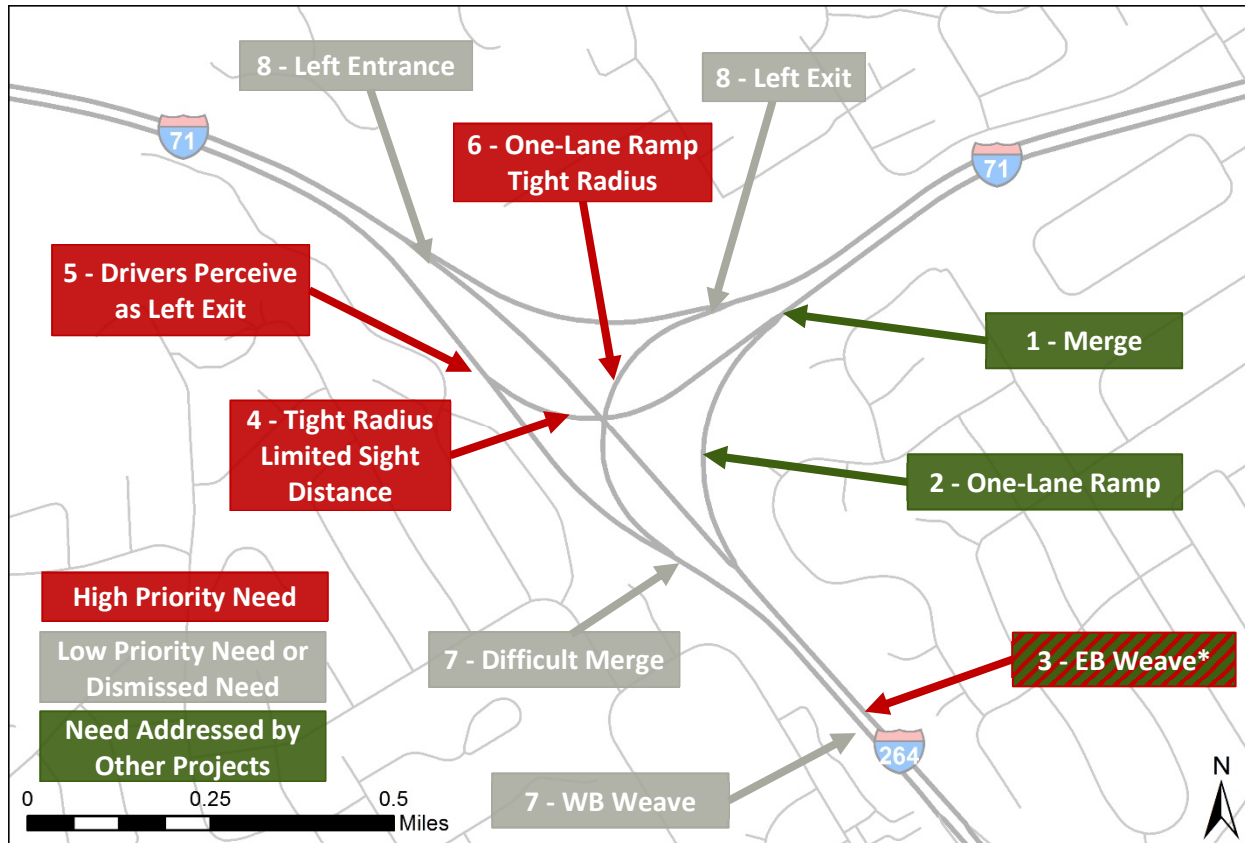 8 - Left Entrance
8 - Left Exit
71
6 - One-Lane Ramp
Tight Radius
71
5 - Drivers Perceive
as Left Exit
1 - Merge
4 - Tight Radius
Limited Sight
Distance
2 - One-Lane Ramp
High Priority Need
Low Priority Need or
Dismissed Need
7 - Difficult Merge
3 - EB Weave*
Need Addressed by
Other Projects
264
7 - WB Weave
N
0 0.25 0.5
Miles